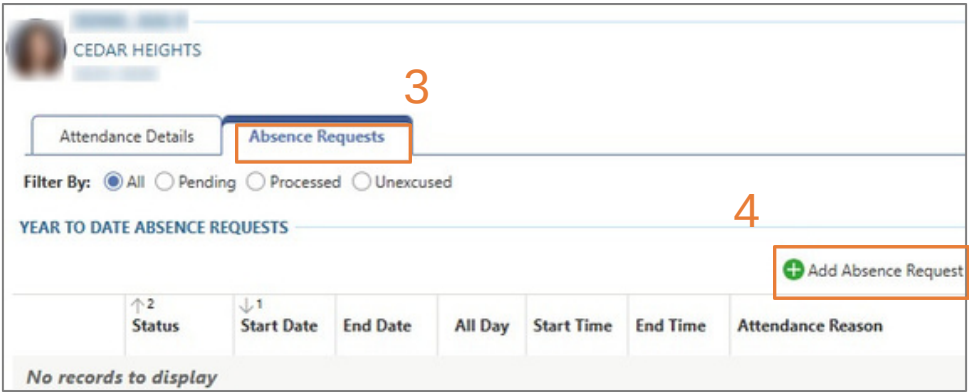 CEDAR HEIGHTS
3
Attendance Details Absence Requests
Filter By: All Pending Processed Unexcused
4
YEAR TO DATE ABSENCE REQUESTS
Add Absence Request
↑2 ↓1
Status Start Date End Date All Day Start Time End Time Attendance Reason
No records to display